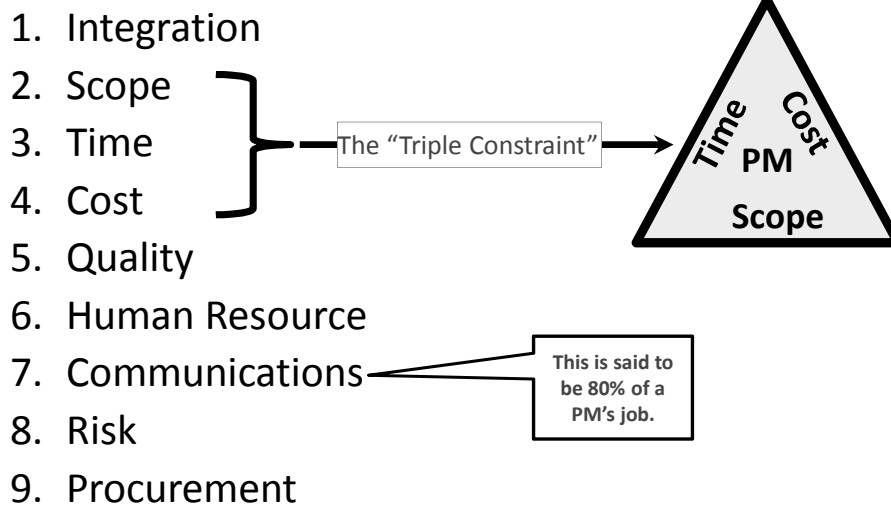 1. Integration
2. Scope
3. Time
4. Cost
5. Quality
6. Human Resource
7. Communications
8. Risk
9. Procurement
The “Triple Constraint”
Time
Cost
PM
Scope
This is said to
be 80% of a
PM’s job.